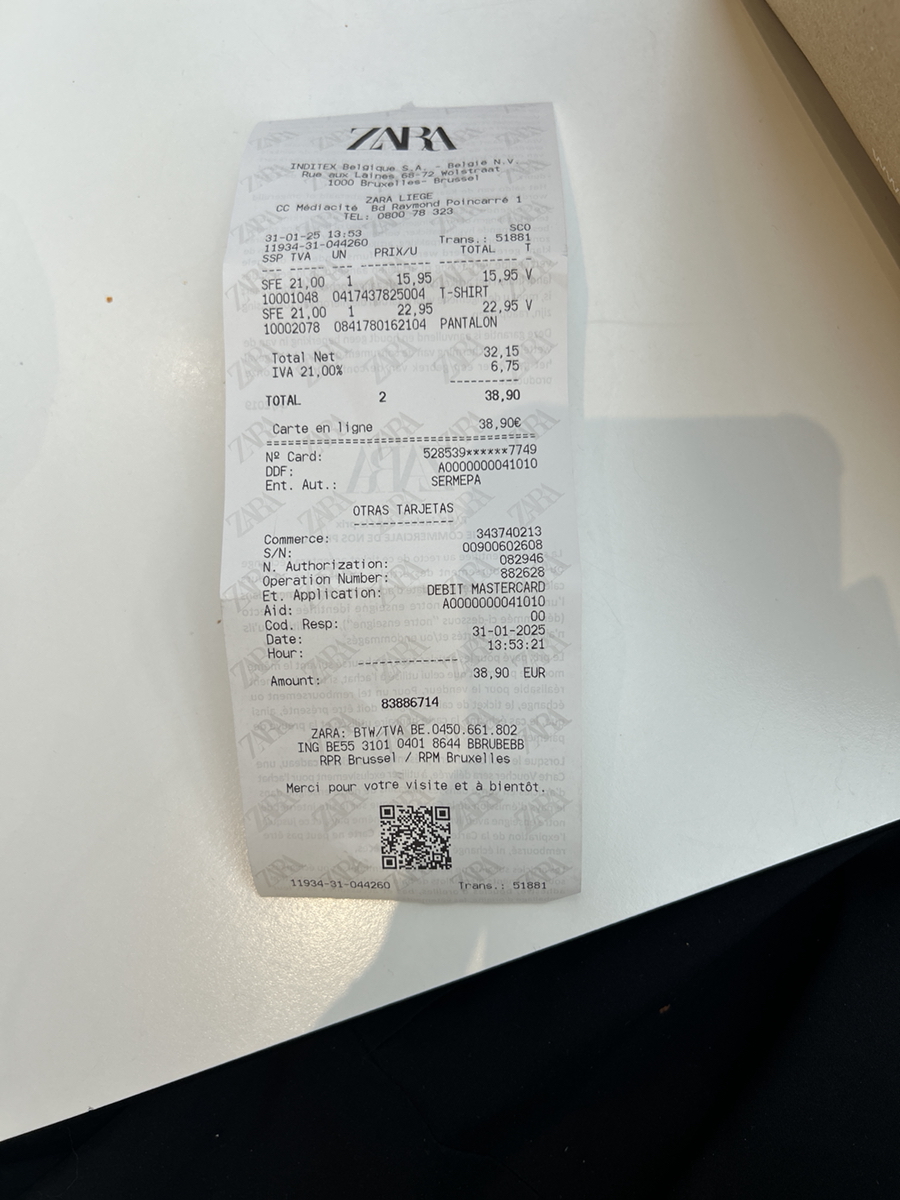 ZARA
INDITEX Belgique S.A. - Belgie N.V.
Rue aux Laines 68-72 Wolstraat
1000 Bruxelles- Brussel
ZARA LIEGE
CC Médiacité Bd Raymond Poincarré 1
TEL: 0800 78 323
SCO
31-01-25 13:53 Trans.: 51881
11934-31-044260
SSP TVA UN PRIX/U TOTAL T
SFE 21,00 1 15,95 15,95 V
10001048 0417437825004 T-SHIRT
SFE 21,00 1 22,95 22,95 V
10002078 0841780162104 PANTALON
Total Net 32,15
IVA 21,00% 6,75
TOTAL 2 38,90
Carte en ligne 38,90€
Nº Card: 528539******7749
DDF: A0000000041010
Ent. Aut.: SERMEPA
OTRAS TARJETAS
Commerce: 343740213
S/N: 00900602608
N. Authorization: 082946
Operation Number: 882628
Et. Application: DEBIT MASTERCARD
Aid: A0000000041010
Cod. Resp: 00
Date: 31-01-2025
Hour: 13:53:21
Amount: 38,90 EUR
83886714
ZARA: BTW/TVA BE.0450.661.802
ING BE55 3101 0401 8644 BBRUBEBB
RPR Brussel / RPM Bruxelles
Merci pour votre visite et à bientôt.
11934-31-044260 Trans.: 51881